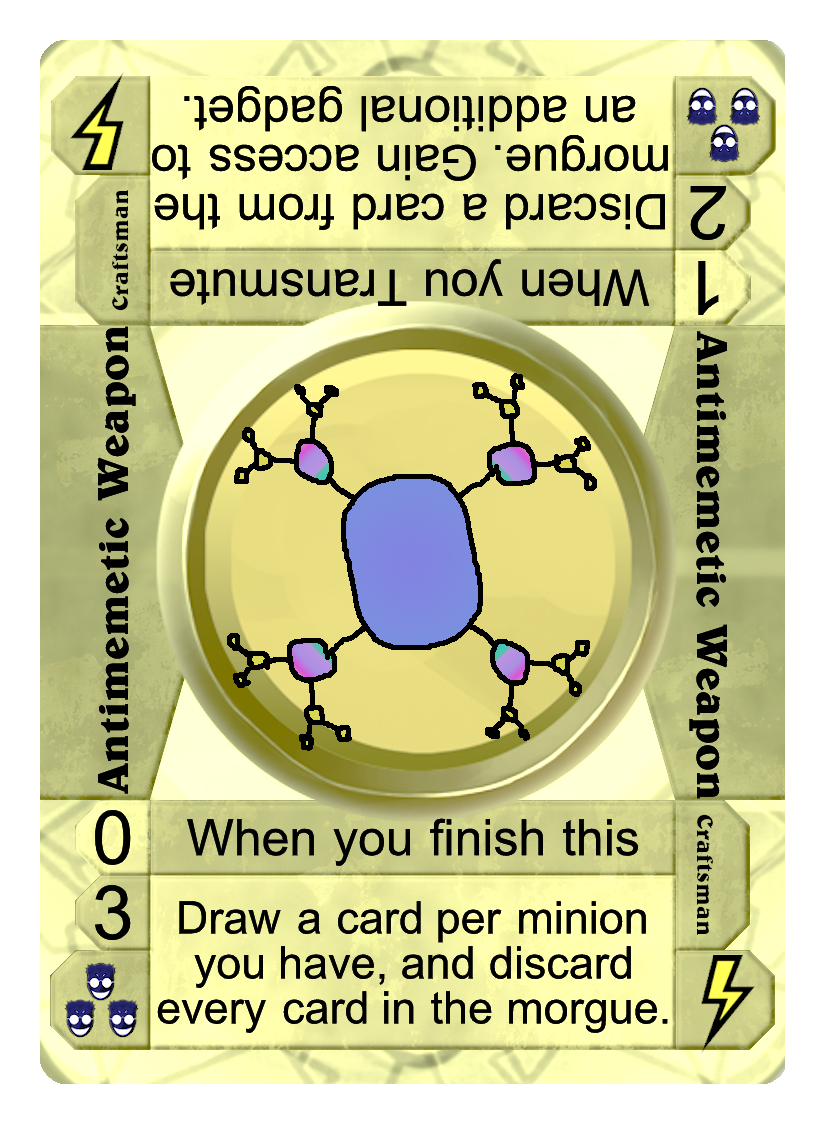 When you Transmute
Discard a card from the
morgue. Gain access to
an additional gadget.
1
2
Craftsman
Antimemetic Weapon
Antimemetic Weapon
0
When you finish this
3
Draw a card per minion
you have, and discard
every card in the morgue.
Craftsman